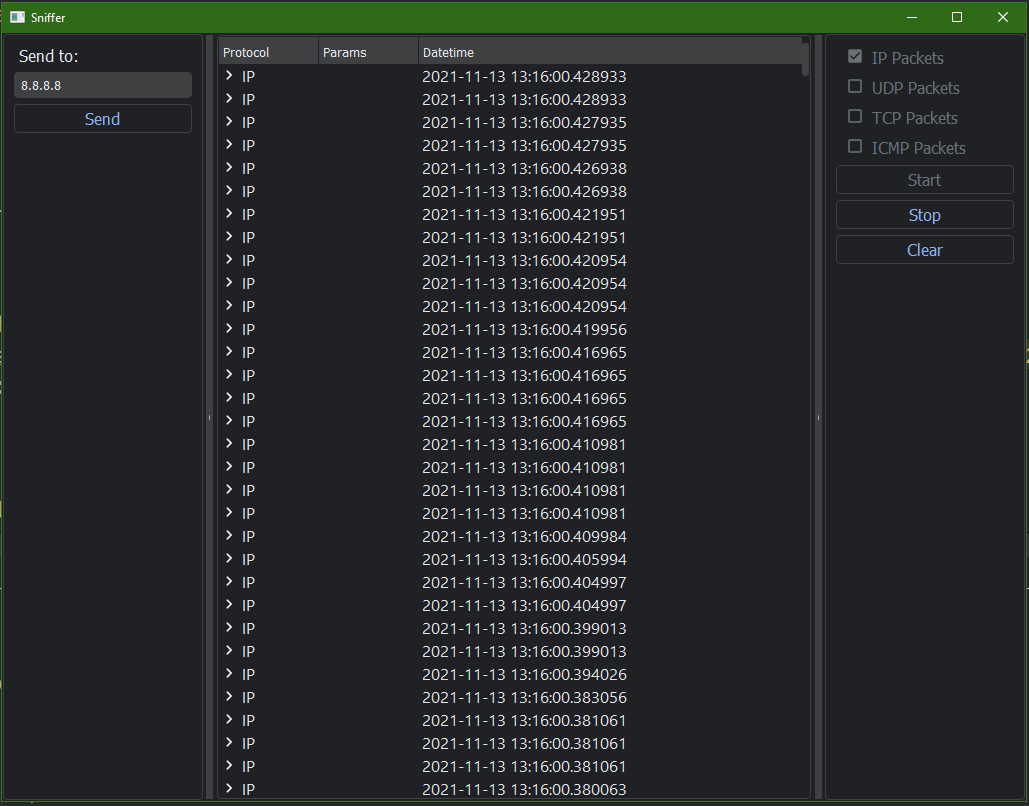 Sniffer
Send to:
8.8.8.8
Send
Protocol Params Datetime
IP 2021-11-13 13:16:00.428933
IP 2021-11-13 13:16:00.428933
IP 2021-11-13 13:16:00.427935
IP 2021-11-13 13:16:00.427935
IP 2021-11-13 13:16:00.426938
IP 2021-11-13 13:16:00.426938
IP 2021-11-13 13:16:00.421951
IP 2021-11-13 13:16:00.421951
IP 2021-11-13 13:16:00.420954
IP 2021-11-13 13:16:00.420954
IP 2021-11-13 13:16:00.420954
IP 2021-11-13 13:16:00.419956
IP 2021-11-13 13:16:00.416965
IP 2021-11-13 13:16:00.416965
IP 2021-11-13 13:16:00.416965
IP 2021-11-13 13:16:00.416965
IP 2021-11-13 13:16:00.410981
IP 2021-11-13 13:16:00.410981
IP 2021-11-13 13:16:00.410981
IP 2021-11-13 13:16:00.410981
IP 2021-11-13 13:16:00.409984
IP 2021-11-13 13:16:00.405994
IP 2021-11-13 13:16:00.404997
IP 2021-11-13 13:16:00.404997
IP 2021-11-13 13:16:00.399013
IP 2021-11-13 13:16:00.399013
IP 2021-11-13 13:16:00.394026
IP 2021-11-13 13:16:00.383056
IP 2021-11-13 13:16:00.381061
IP 2021-11-13 13:16:00.381061
IP 2021-11-13 13:16:00.381061
IP 2021-11-13 13:16:00.380063
IP Packets
UDP Packets
TCP Packets
ICMP Packets
Start
Stop
Clear